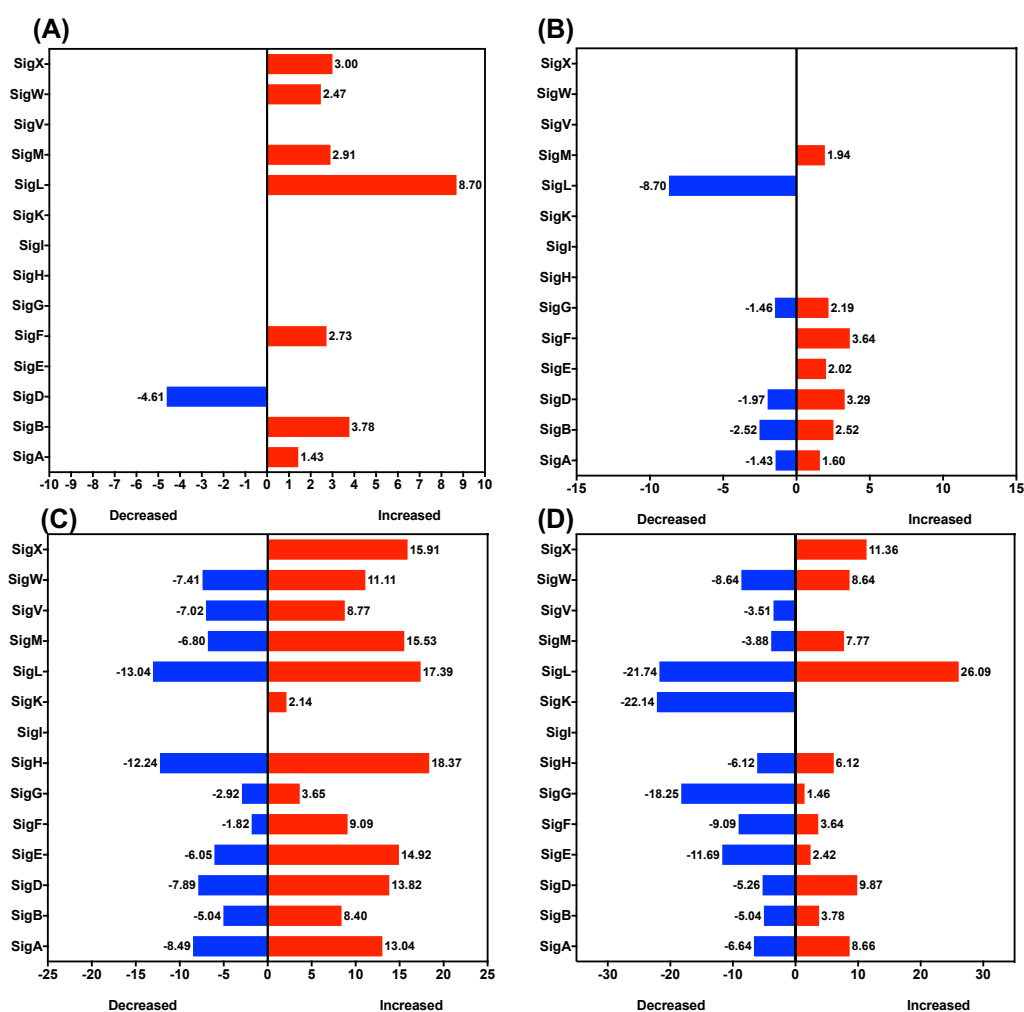 (A)
SigX
3.00
SigW
2.47
SigV
SigM
2.91
SigL
8.70
SigK
SigI
SigH
SigG
SigF
2.73
SigE
SigD
-4.61
SigB
3.78
SigA
1.43
-10 -9 -8 -7 -6 -5 -4 -3 -2 -1 0 1 2 3 4 5 6 7 8 9 10
Decreased Increased
(B)
SigX
SigW
SigV
SigM
1.94
SigL
-8.70
SigK
SigI
SigH
SigG
-1.46 2.19
SigF
3.64
SigE
2.02
SigD
-1.97 3.29
SigB
-2.52 2.52
SigA
-1.43 1.60
-15 -10 -5 0 5 10 15
Decreased Increased
(C)
SigX
15.91
SigW
-7.41 11.11
SigV
-7.02 8.77
SigM
-6.80 15.53
SigL
-13.04 17.39
SigK
2.14
SigI
SigH
-12.24 18.37
SigG
-2.92 3.65
SigF
-1.82 9.09
SigE
-6.05 14.92
SigD
-7.89 13.82
SigB
-5.04 8.40
SigA
-8.49 13.04
-25 -20 -15 -10 -5 0 5 10 15 20 25
Decreased Increased
(D)
SigX
11.36
SigW
-8.64 8.64
SigV
-3.51
SigM
-3.88 7.77
SigL
-21.74 26.09
SigK
-22.14
SigI
SigH
-6.12 6.12
SigG
-18.25 1.46
SigF
-9.09 3.64
SigE
-11.69 2.42
SigD
-5.26 9.87
SigB
-5.04 3.78
SigA
-6.64 8.66
-30 -20 -10 0 10 20 30
Decreased Increased